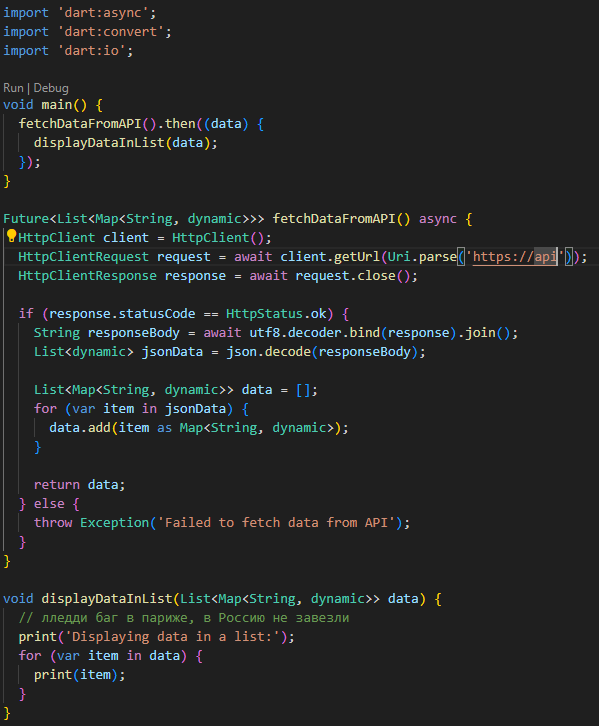 import 'dart:async';
import 'dart:convert';
import 'dart:io';
Run | Debug
void main() {
  fetchDataFromAPI().then((data) {
    displayDataInList(data);
  });
}
Future<List<Map<String, dynamic>>> fetchDataFromAPI() async {
  HttpClient client = HttpClient();
  HttpClientRequest request = await client.getUrl(Uri.parse('https://api'));
  HttpClientResponse response = await request.close();
  if (response.statusCode == HttpStatus.ok) {
    String responseBody = await utf8.decoder.bind(response).join();
    List<dynamic> jsonData = json.decode(responseBody);
    List<Map<String, dynamic>> data = [];
    for (var item in jsonData) {
      data.add(item as Map<String, dynamic>);
    }
    return data;
  } else {
    throw Exception('Failed to fetch data from API');
  }
}
void displayDataInList(List<Map<String, dynamic>> data) {
  // лледди баг в париже, в Россию не завезли
  print('Displaying data in a list:');
  for (var item in data) {
    print(item);
  }
}